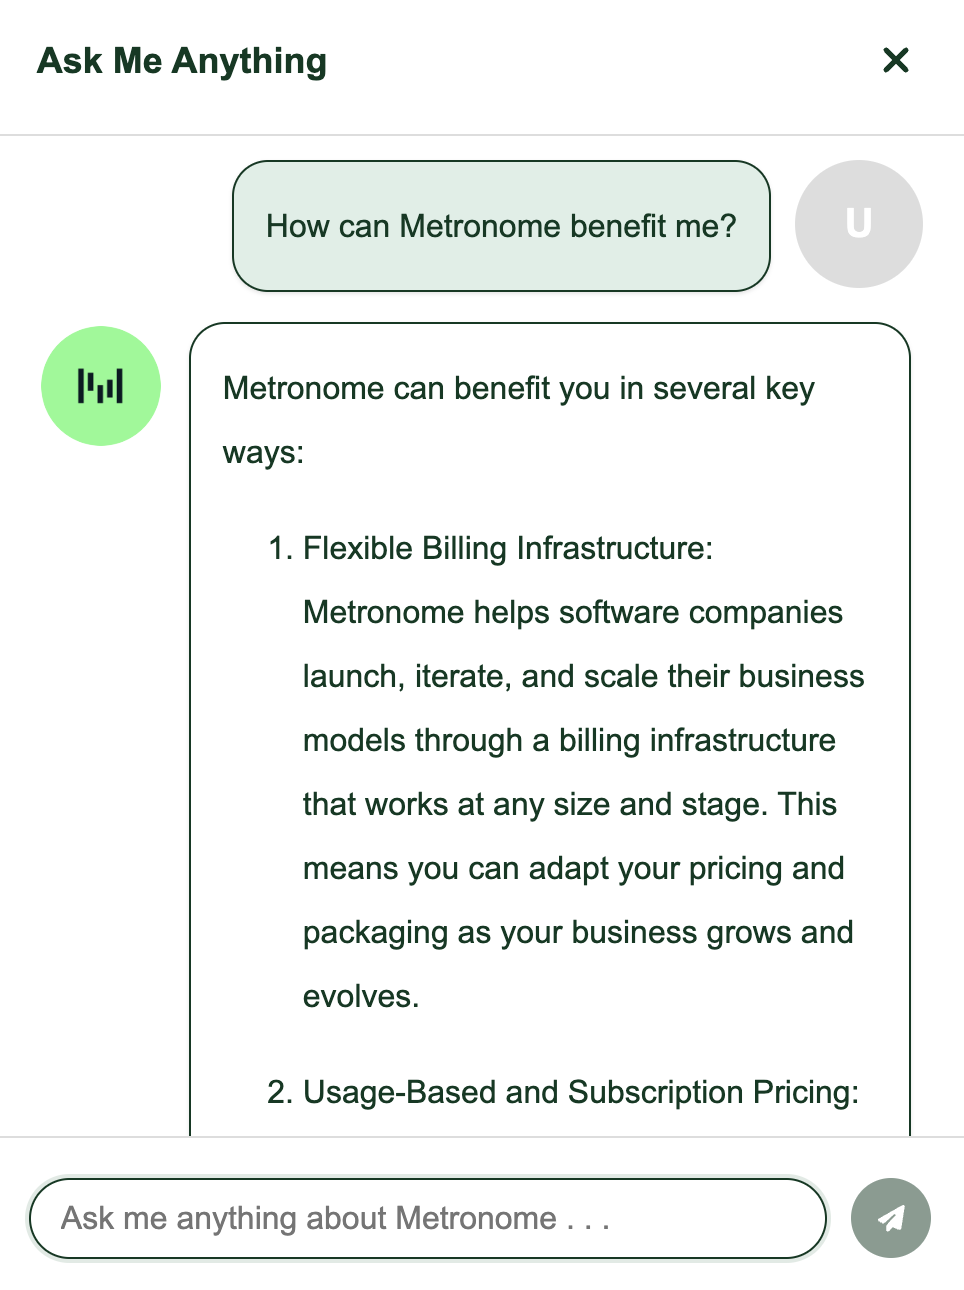 Ask Me Anything
How can Metronome benefit me?
U
Metronome can benefit you in several key
ways:
1. Flexible Billing Infrastructure:
Metronome helps software companies
launch, iterate, and scale their business
models through a billing infrastructure
that works at any size and stage. This
means you can adapt your pricing and
packaging as your business grows and
evolves.
2. Usage-Based and Subscription Pricing:
Ask me anything about Metronome . . .